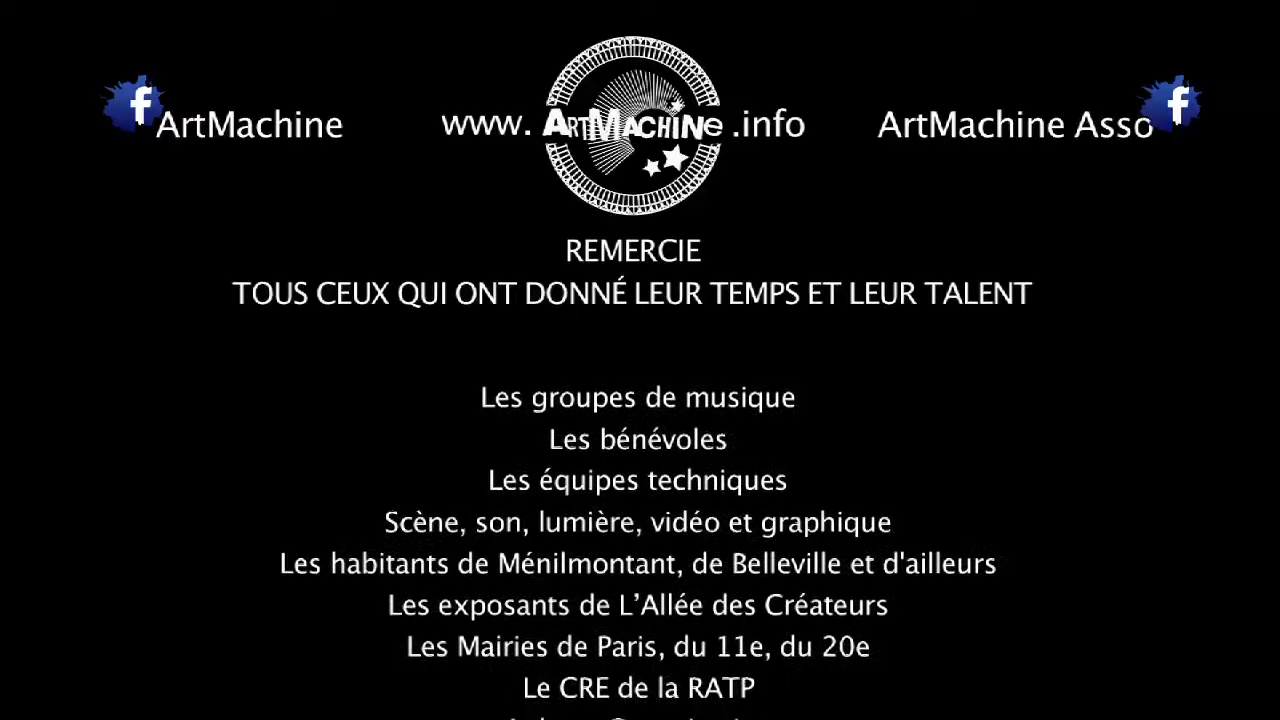 ArtMachine www. ArtMachine .info ArtMachine Asso
REMERCIE
TOUS CEUX QUI ONT DONNÉ LEUR TEMPS ET LEUR TALENT
Les groupes de musique
Les bénévoles
Les équipes techniques
Scène, son, lumière, vidéo et graphique
Les habitants de Ménilmontant, de Belleville et d'ailleurs
Les exposants de L’Allée des Créateurs
Les Mairies de Paris, du 11e, du 20e
Le CRE de la RATP